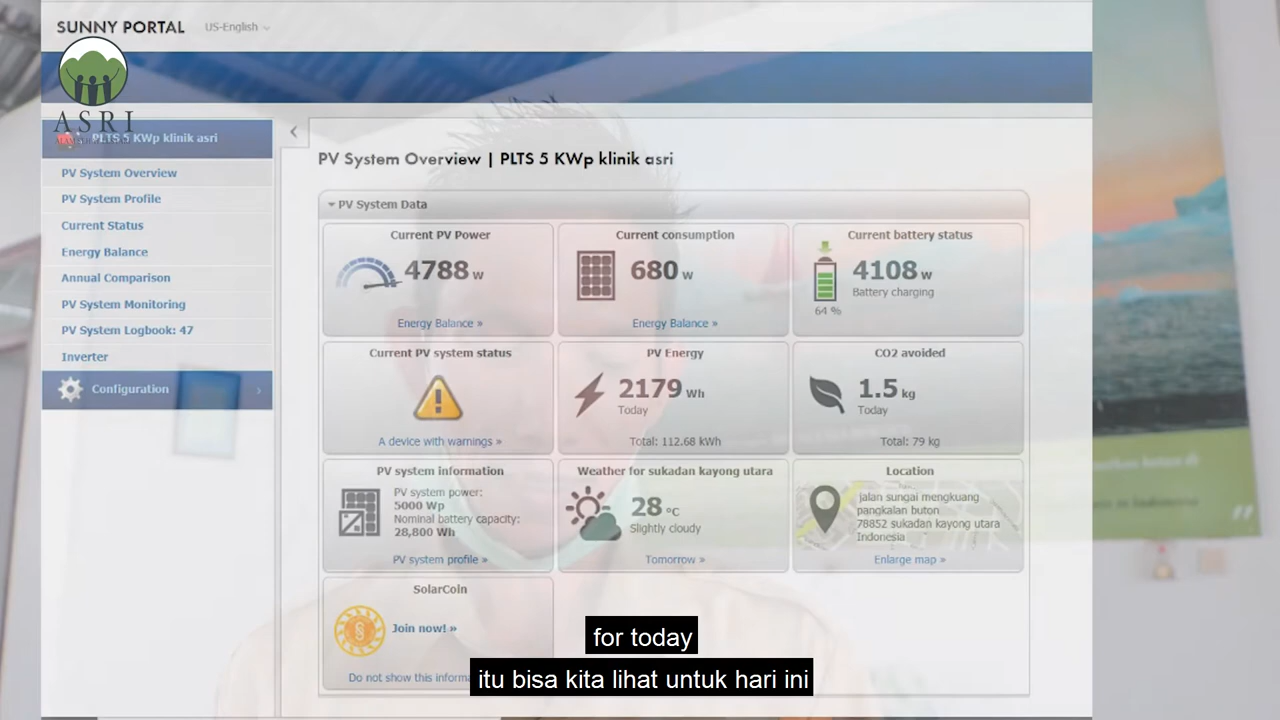 SUNNY PORTAL
US-English
ASRI
PLTS 5 KWp klinik asri
PV System Overview
PV System Profile
Current Status
Energy Balance
Annual Comparison
PV System Monitoring
PV System Logbook: 47
Inverter
Configuration
PV System Overview | PLTS 5 KWp klinik asri
PV System Data
Current PV Power
4788 W
Energy Balance »
Current consumption
680 W
Energy Balance »
Current battery status
4108 W
Battery charging
64 %
Current PV system status
A device with warnings »
PV Energy
2179 Wh
Today
Total: 112.68 kWh
CO2 avoided
1.5 kg
Today
Total: 79 kg
PV system information
PV system power:
5000 Wp
Nominal battery capacity:
28,800 Wh
PV system profile »
Weather for sukadan kayong utara
28 °C
Slightly cloudy
Tomorrow »
Location
jalan sungai mengkuang
pangkalan buton
78852 sukadan kayong utara
Indonesia
Enlarge map »
SolarCoin
Join now! »
Do not show this
for today
itu bisa kita lihat untuk hari ini